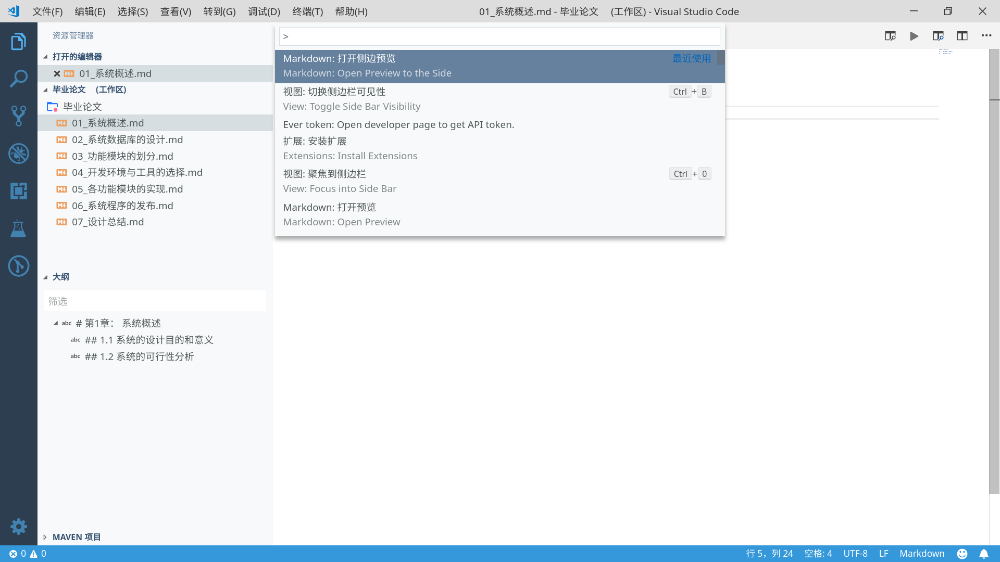 文件(F) 编辑(E) 选择(S) 查看(V) 转到(G) 调试(D) 终端(T) 帮助(H) 01_系统概述.md - 毕业论文 (工作区) - Visual Studio Code
资源管理器
打开的编辑器
01_系统概述.md
毕业论文 (工作区)
毕业论文
01_系统概述.md
02_系统数据库的设计.md
03_功能模块的划分.md
04_开发环境与工具的选择.md
05_各功能模块的实现.md
06_系统程序的发布.md
07_设计总结.md
大纲
筛选
abc # 第1章： 系统概述
abc ## 1.1 系统的设计目的和意义
abc ## 1.2 系统的可行性分析
MAVEN 项目
>
Markdown: 打开侧边预览 最近使用
Markdown: Open Preview to the Side
视图: 切换侧边栏可见性 Ctrl+B
View: Toggle Side Bar Visibility
Ever token: Open developer page to get API token.
扩展: 安装扩展
Extensions: Install Extensions
视图: 聚焦到侧边栏 Ctrl+0
View: Focus into Side Bar
Markdown: 打开预览
Markdown: Open Preview
0 0 行 5，列 24 空格: 4 UTF-8 LF Markdown